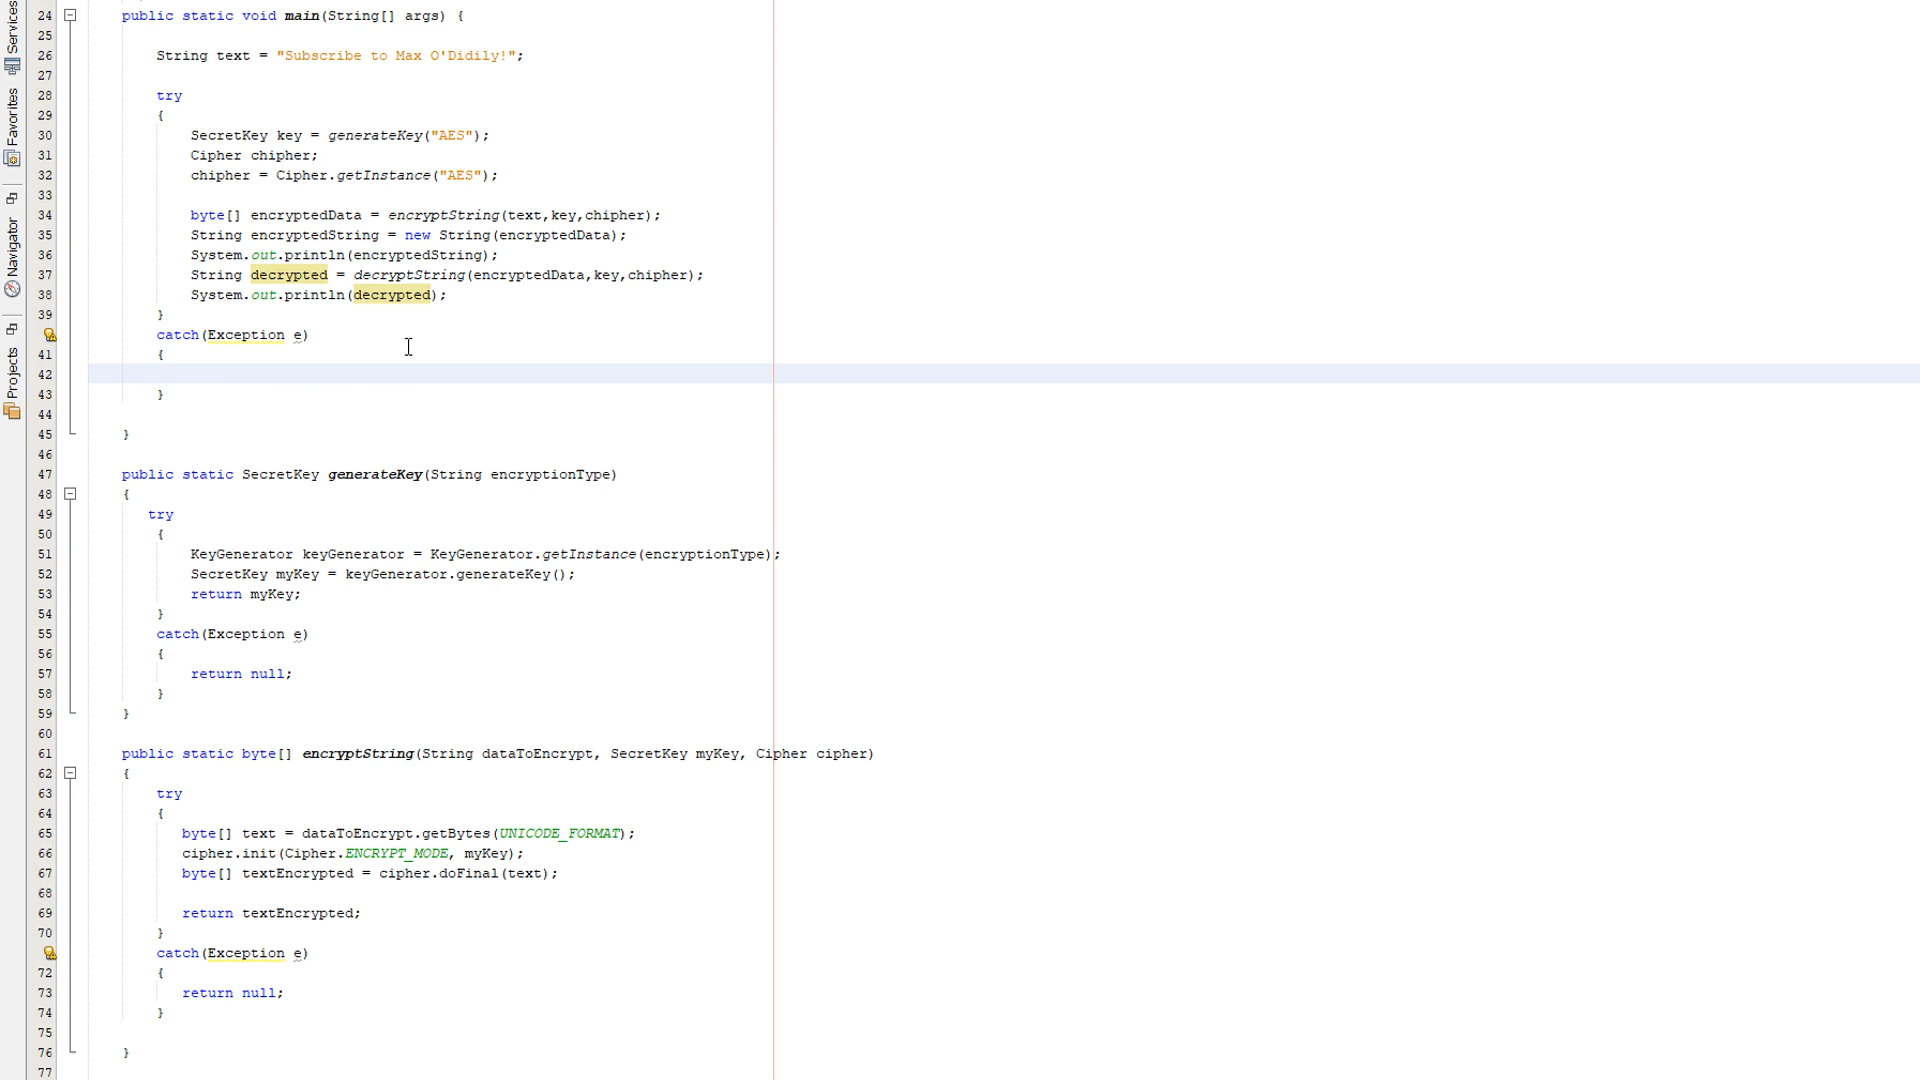 Services
Favorites
Navigator
Projects
24 public static void main(String[] args) {
25
26 String text = "Subscribe to Max O'Didily!";
27
28 try
29 {
30 SecretKey key = generateKey("AES");
31 Cipher chipher;
32 chipher = Cipher.getInstance("AES");
33
34 byte[] encryptedData = encryptString(text,key,chipher);
35 String encryptedString = new String(encryptedData);
36 System.out.println(encryptedString);
37 String decrypted = decryptString(encryptedData,key,chipher);
38 System.out.println(decrypted);
39 }
catch(Exception e)
41 {
42
43 }
44
45 }
46
47 public static SecretKey generateKey(String encryptionType)
48 {
49 try
50 {
51 KeyGenerator keyGenerator = KeyGenerator.getInstance(encryptionType);
52 SecretKey myKey = keyGenerator.generateKey();
53 return myKey;
54 }
55 catch(Exception e)
56 {
57 return null;
58 }
59 }
60
61 public static byte[] encryptString(String dataToEncrypt, SecretKey myKey, Cipher cipher)
62 {
63 try
64 {
65 byte[] text = dataToEncrypt.getBytes(UNICODE_FORMAT);
66 cipher.init(Cipher.ENCRYPT_MODE, myKey);
67 byte[] textEncrypted = cipher.doFinal(text);
68
69 return textEncrypted;
70 }
catch(Exception e)
72 {
73 return null;
74 }
75
76 }
77